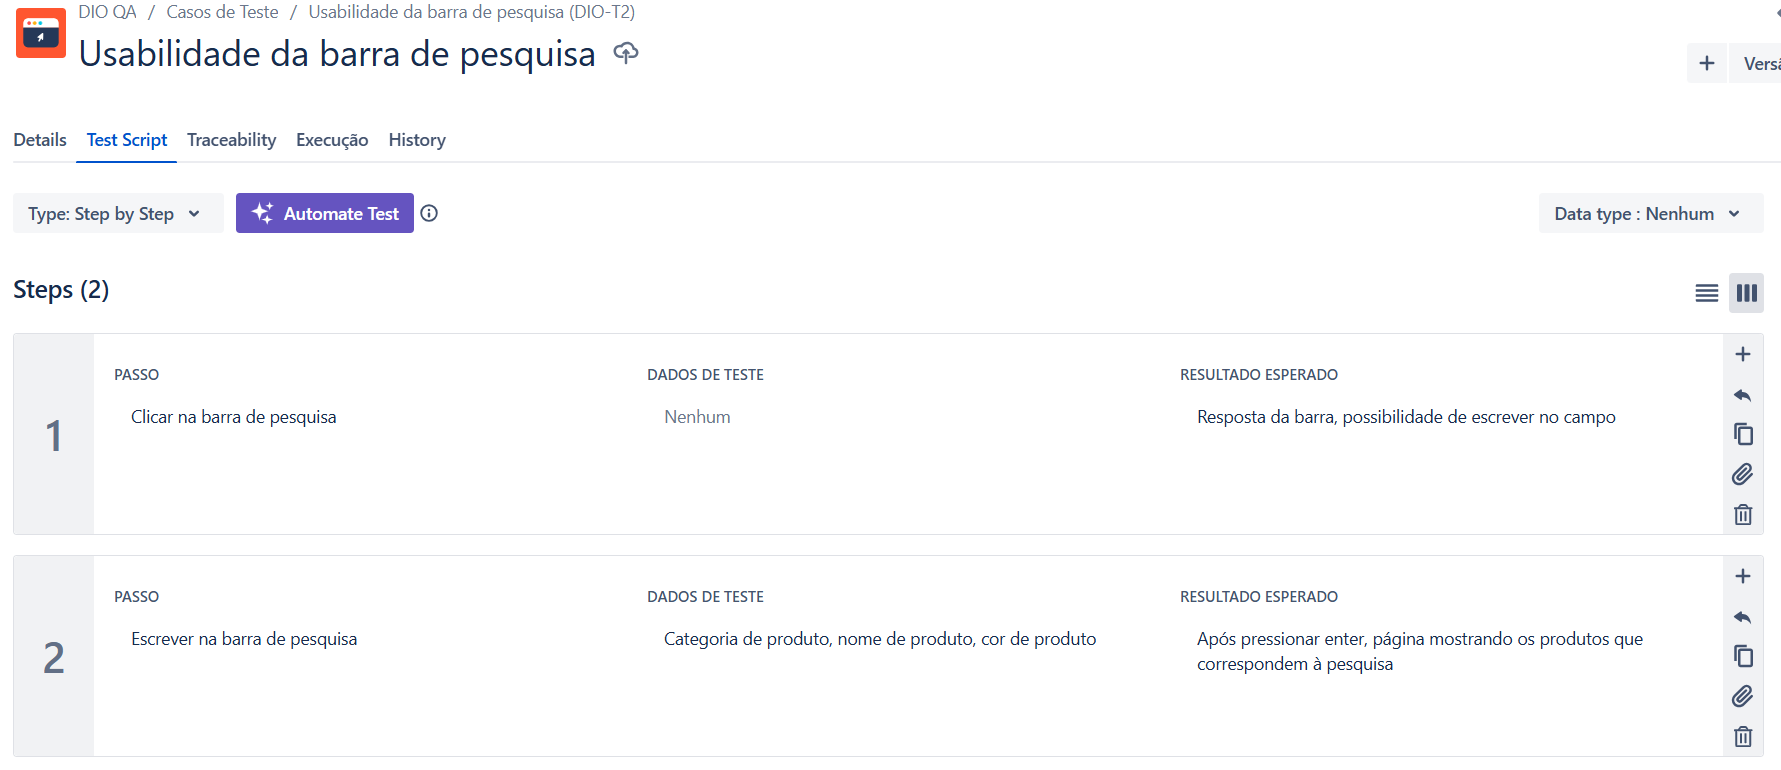 DIO QA / Casos de Teste / Usabilidade da barra de pesquisa (DIO-T2)
Usabilidade da barra de pesquisa
Versã
Details Test Script Traceability Execução History
Type: Step by Step Automate Test Data type : Nenhum
Steps (2)
1
PASSO DADOS DE TESTE RESULTADO ESPERADO
Clicar na barra de pesquisa Nenhum Resposta da barra, possibilidade de escrever no campo
2
PASSO DADOS DE TESTE RESULTADO ESPERADO
Escrever na barra de pesquisa Categoria de produto, nome de produto, cor de produto Após pressionar enter, página mostrando os produtos que
correspondem à pesquisa